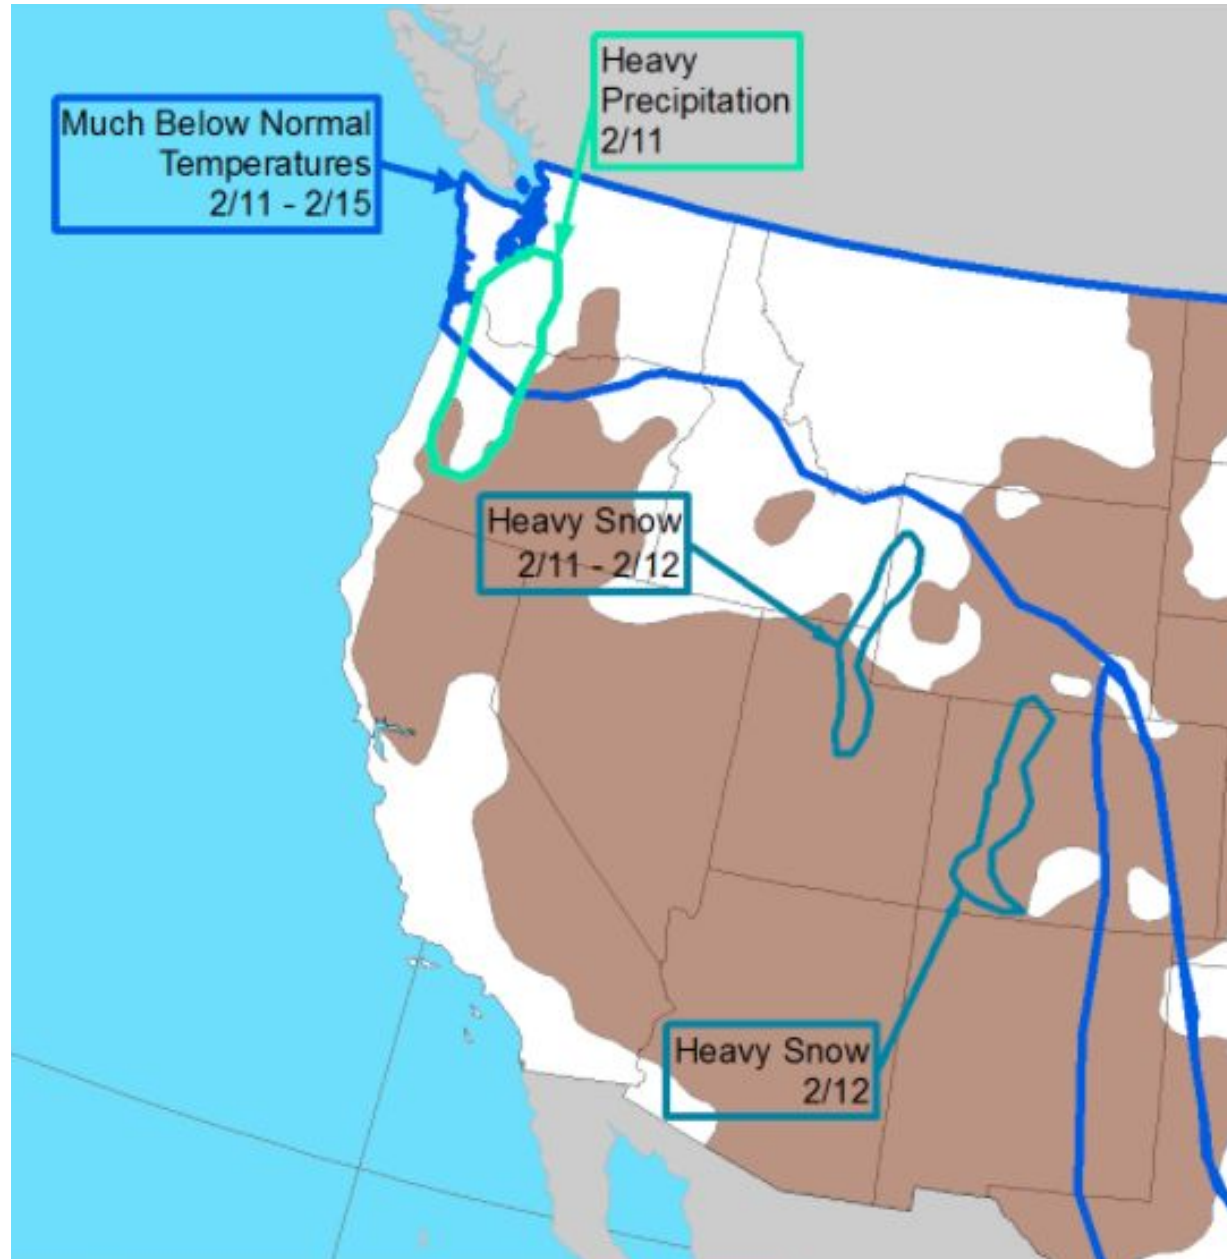 Heavy
Precipitation
2/11
Much Below Normal
Temperatures
2/11 - 2/15
Heavy Snow
2/11 - 2/12
Heavy Snow
2/12